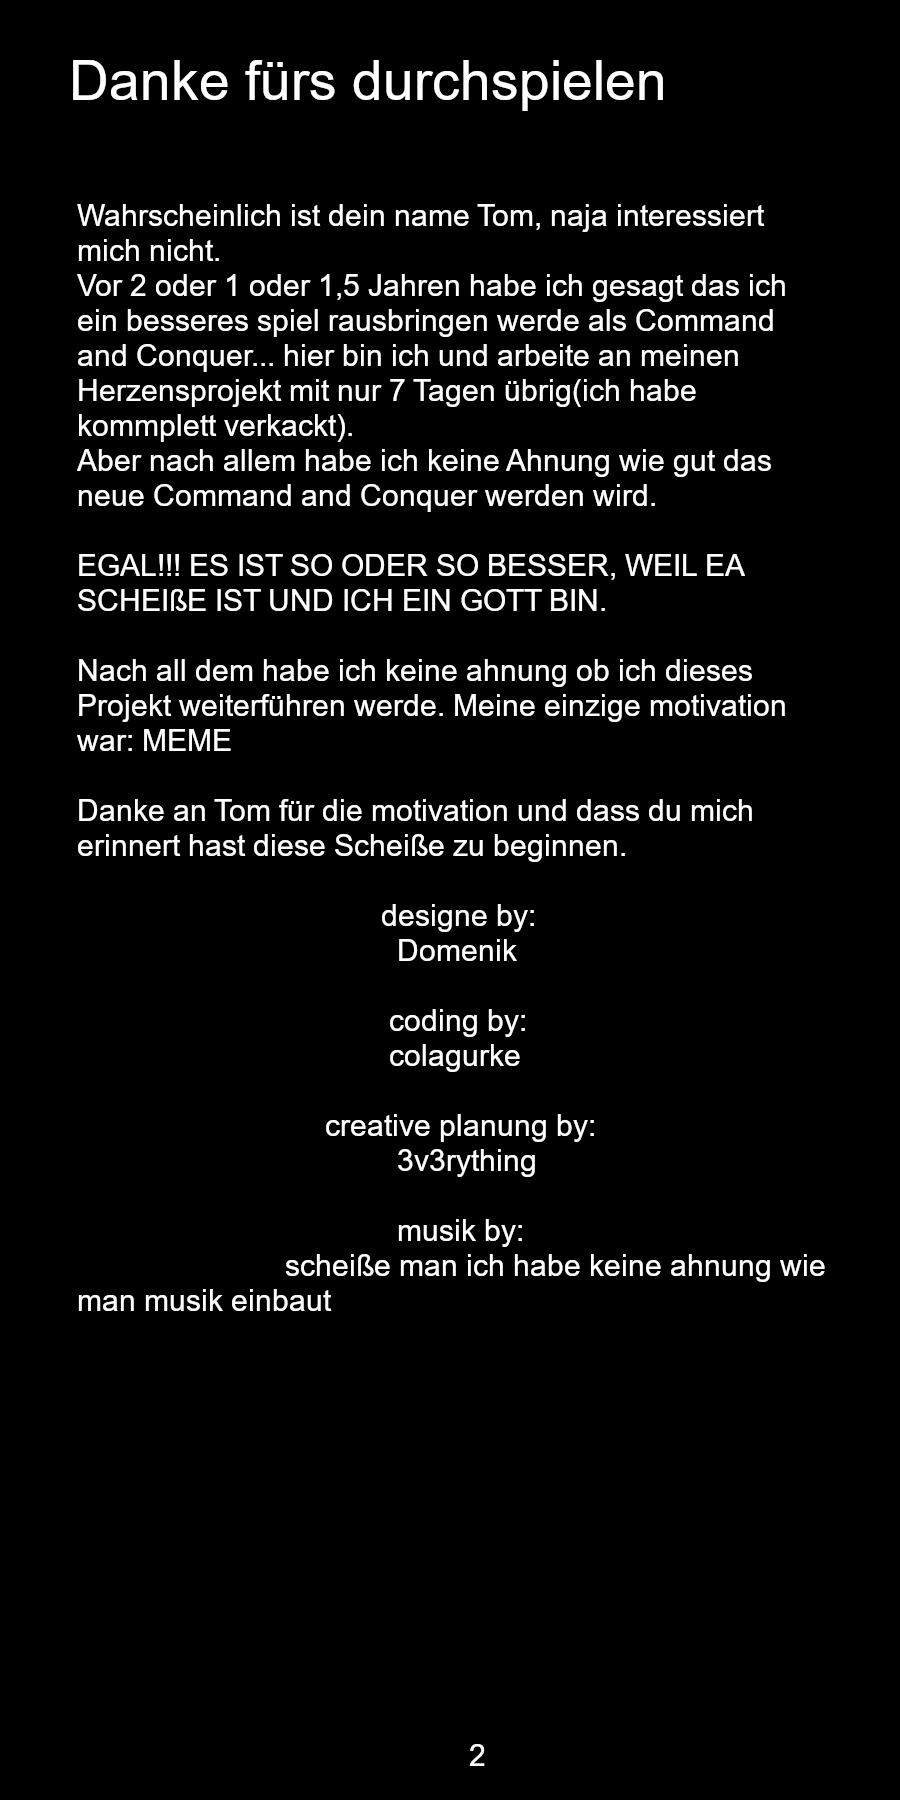 Danke fürs durchspielen
Wahrscheinlich ist dein name Tom, naja interessiert
mich nicht.
Vor 2 oder 1 oder 1,5 Jahren habe ich gesagt das ich
ein besseres spiel rausbringen werde als Command
and Conquer... hier bin ich und arbeite an meinen
Herzensprojekt mit nur 7 Tagen übrig(ich habe
kommplett verkackt).
Aber nach allem habe ich keine Ahnung wie gut das
neue Command and Conquer werden wird.
EGAL!!! ES IST SO ODER SO BESSER, WEIL EA
SCHEIßE IST UND ICH EIN GOTT BIN.
Nach all dem habe ich keine ahnung ob ich dieses
Projekt weiterführen werde. Meine einzige motivation
war: MEME
Danke an Tom für die motivation und dass du mich
erinnert hast diese Scheiße zu beginnen.
designe by:
Domenik
coding by:
colagurke
creative planung by:
3v3rything
musik by:
scheiße man ich habe keine ahnung wie
man musik einbaut
2